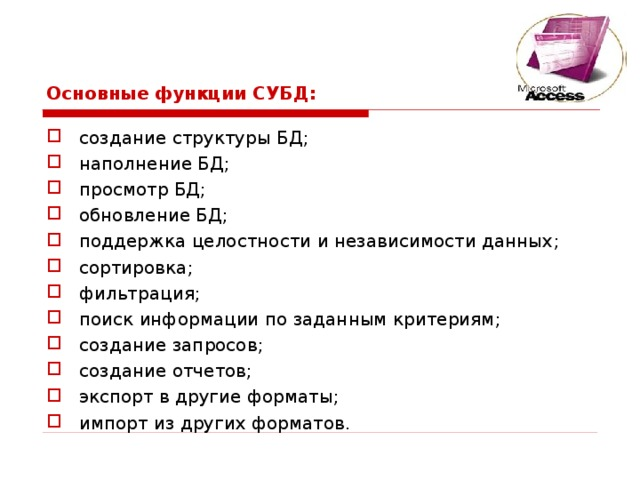 Microsoft
Access
Основные функции СУБД:
создание структуры БД;
наполнение БД;
просмотр БД;
обновление БД;
поддержка целостности и независимости данных;
сортировка;
фильтрация;
поиск информации по заданным критериям;
создание запросов;
создание отчетов;
экспорт в другие форматы;
импорт из других форматов.